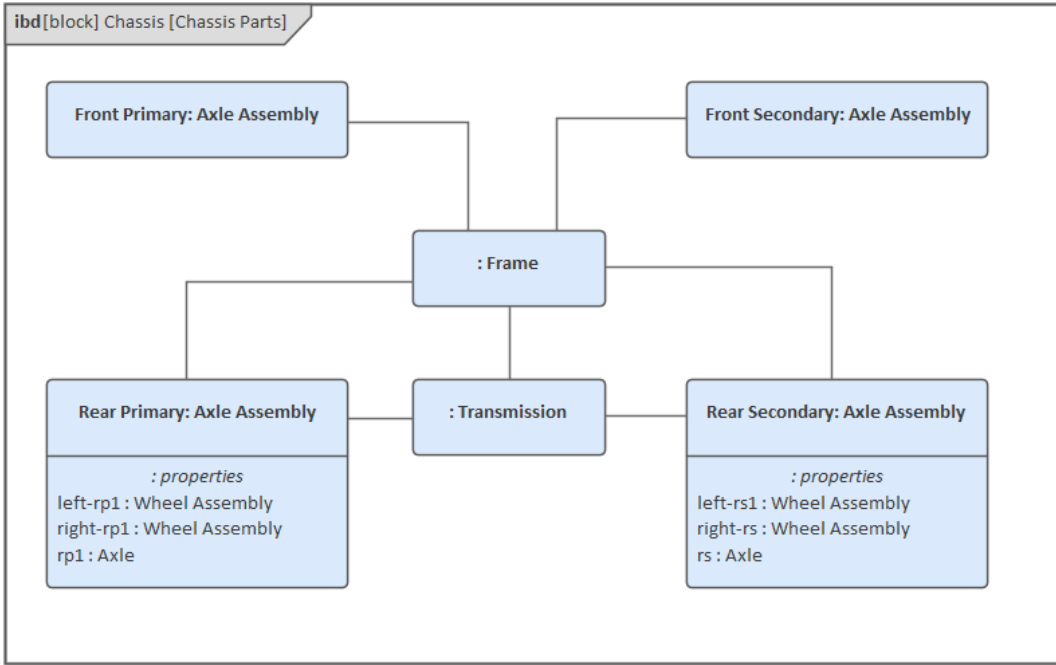 ibd [block] Chassis [Chassis Parts]
Front Primary: Axle Assembly
Front Secondary: Axle Assembly
: Frame
Rear Primary: Axle Assembly
: Transmission
Rear Secondary: Axle Assembly
: properties
left-rp1 : Wheel Assembly
right-rp1 : Wheel Assembly
rp1 : Axle
: properties
left-rs1 : Wheel Assembly
right-rs : Wheel Assembly
rs : Axle